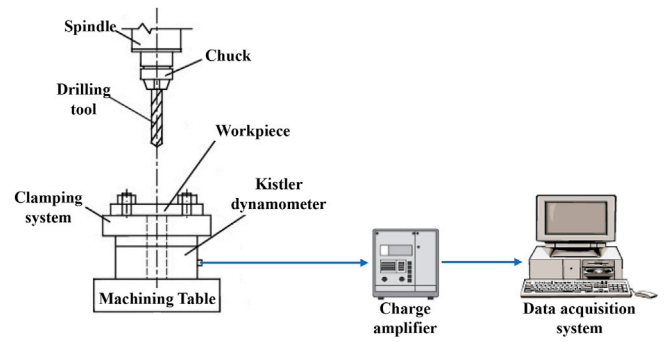 Spindle
Chuck
Drilling
tool
Workpiece
Clamping
system
Kistler
dynamometer
Machining Table
Charge
amplifier
Data acquisition
system